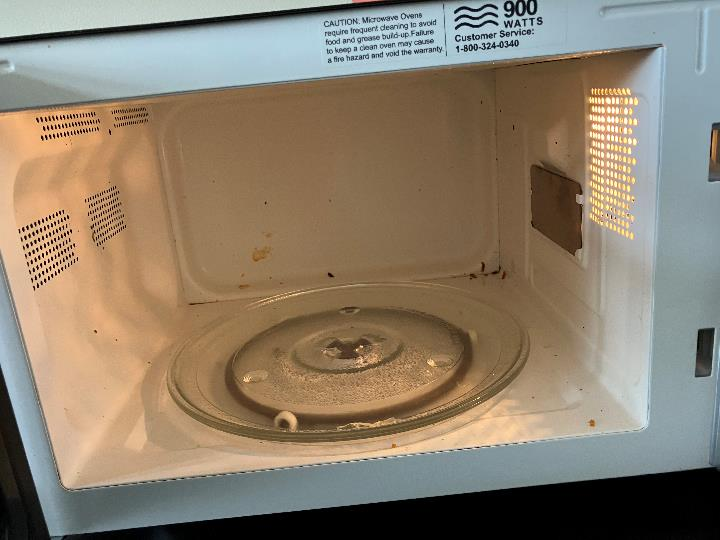 CAUTION: Microwave Ovens
require frequent cleaning to avoid
food and grease build-up.Failure
to keep a clean oven may cause
a fire hazard and void the warranty.
900
WATTS
Customer Service:
1-800-324-0340